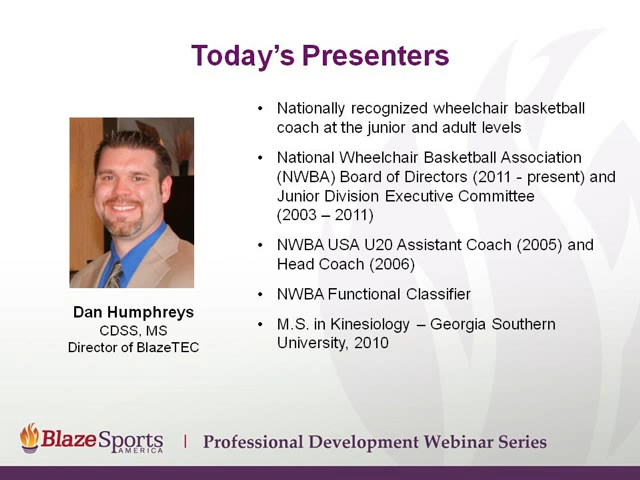 Today's Presenters
• Nationally recognized wheelchair basketball
coach at the junior and adult levels
• National Wheelchair Basketball Association
(NWBA) Board of Directors (2011 - present) and
Junior Division Executive Committee
(2003 – 2011)
• NWBA USA U20 Assistant Coach (2005) and
Head Coach (2006)
• NWBA Functional Classifier
• M.S. in Kinesiology – Georgia Southern
University, 2010
Dan Humphreys
CDSS, MS
Director of BlazeTEC
BlazeSports
AMERICA
| Professional Development Webinar Series